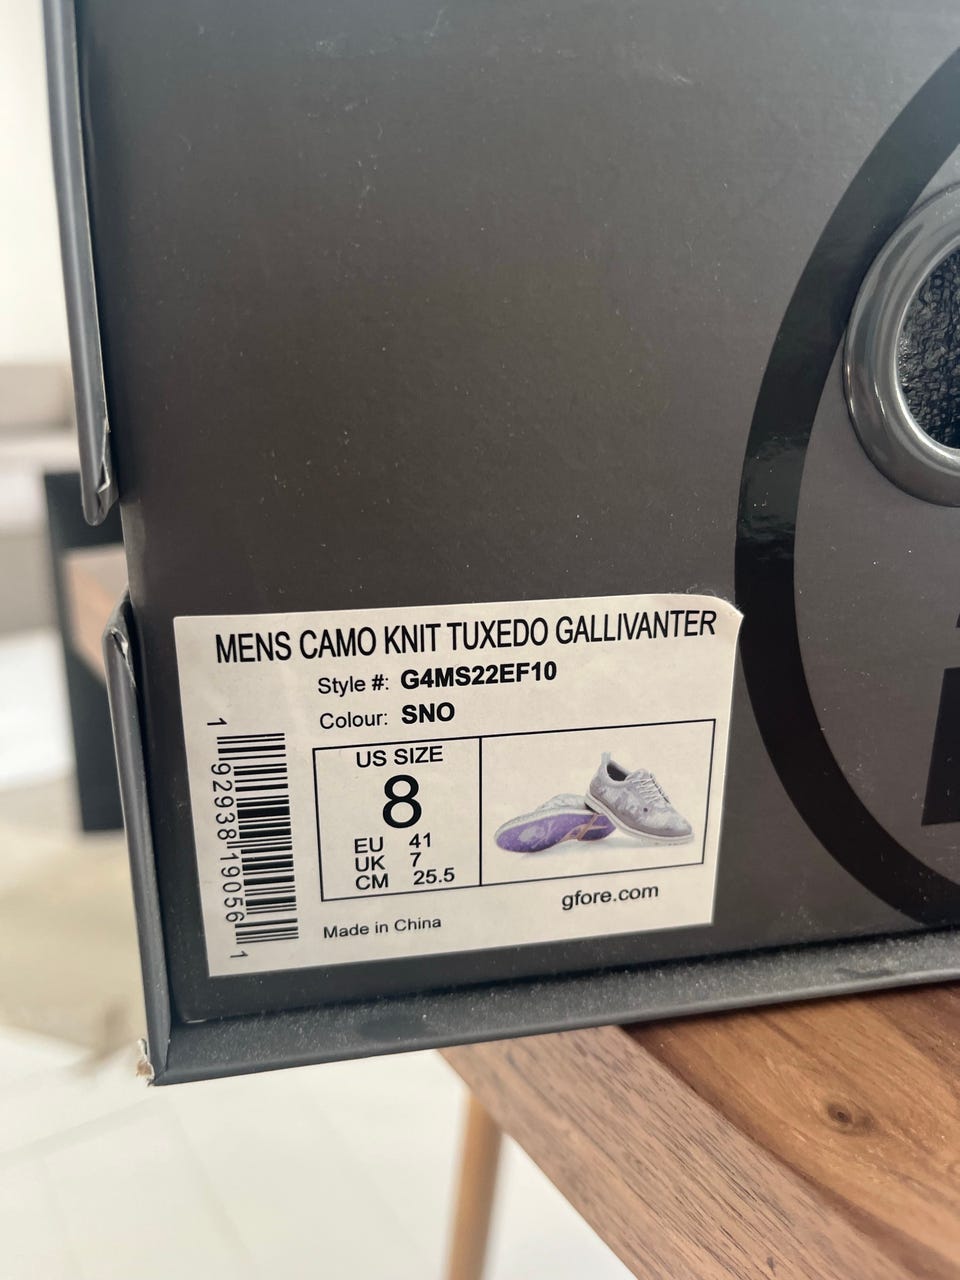 MENS CAMO KNIT TUXEDO GALLIVANTER
Style #: G4MS22EF10
Colour: SNO
US SIZE
8
EU 41
UK 7
CM 25.5
gfore.com
Made in China
1 92938 19056 1